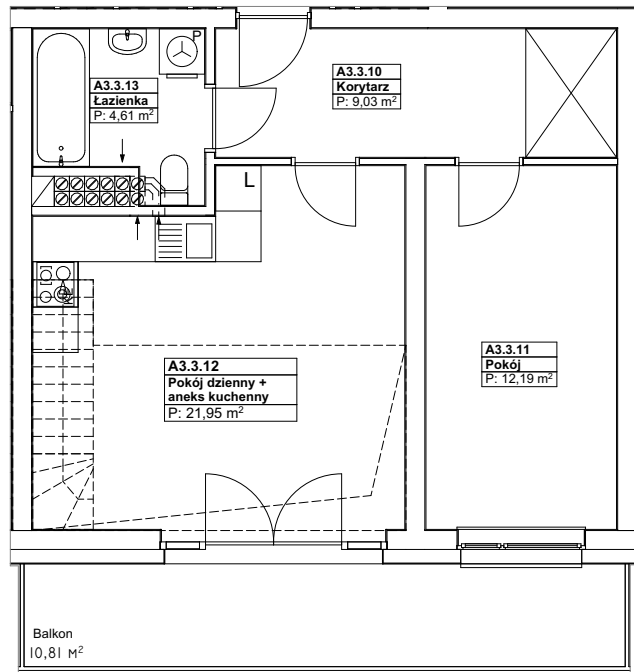 P
A3.3.13
Łazienka
P: 4,61 m²
A3.3.10
Korytarz
P: 9,03 m²
L
A3.3.12
Pokój dzienny +
aneks kuchenny
P: 21,95 m²
A3.3.11
Pokój
P: 12,19 m²
Balkon
10,81 M²